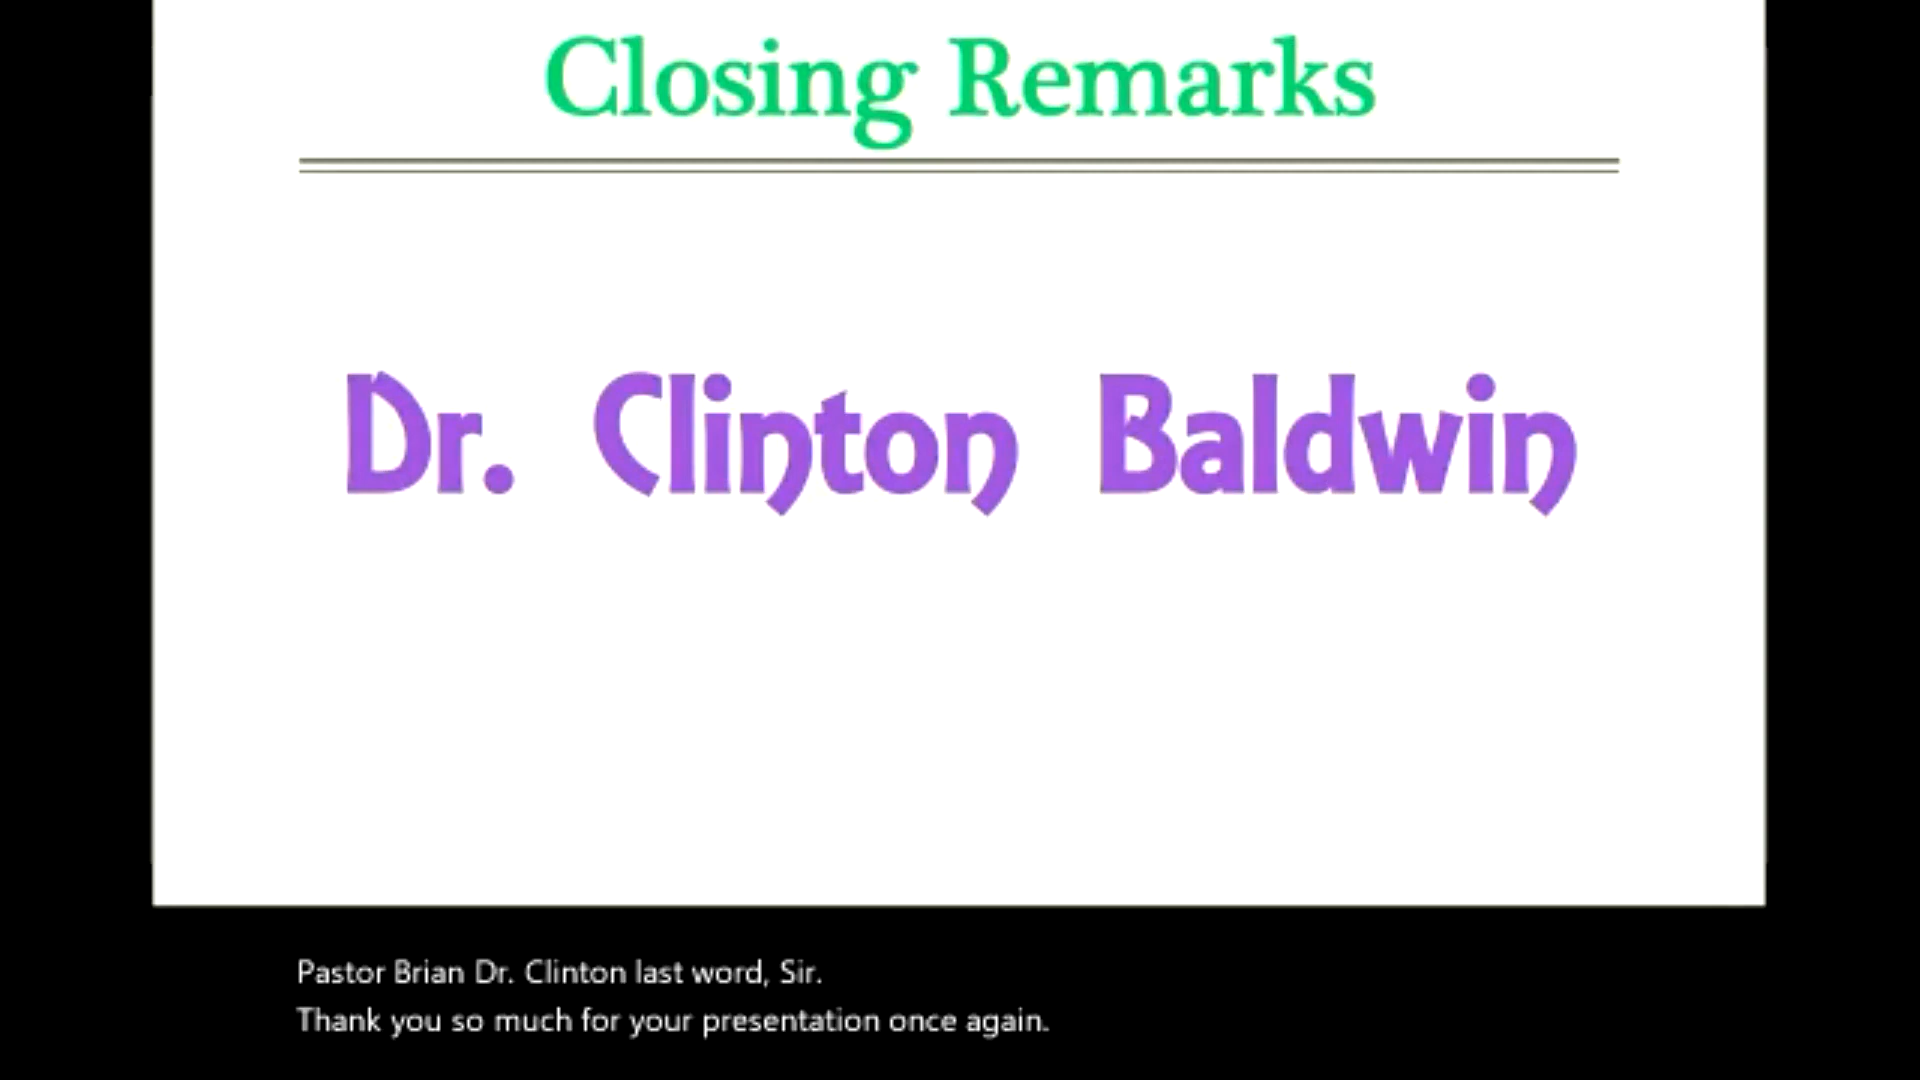 Closing Remarks
Dr. Clinton Baldwin
Pastor Brian Dr. Clinton last word, Sir.
Thank you so much for your presentation once again.